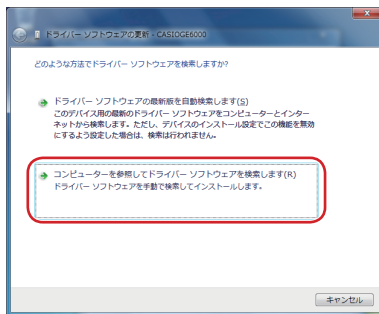 ドライバー ソフトウェアの更新 - CASIOGE6000
どのような方法でドライバー ソフトウェアを検索しますか?
ドライバー ソフトウェアの最新版を自動検索します(S)
このデバイス用の最新のドライバー ソフトウェアをコンピューターとインター
ネットから検索します。ただし、デバイスのインストール設定でこの機能を無効
にするよう設定した場合は、検索は行われません。
コンピューターを参照してドライバー ソフトウェアを検索します(R)
ドライバー ソフトウェアを手動で検索してインストールします。
キャンセル